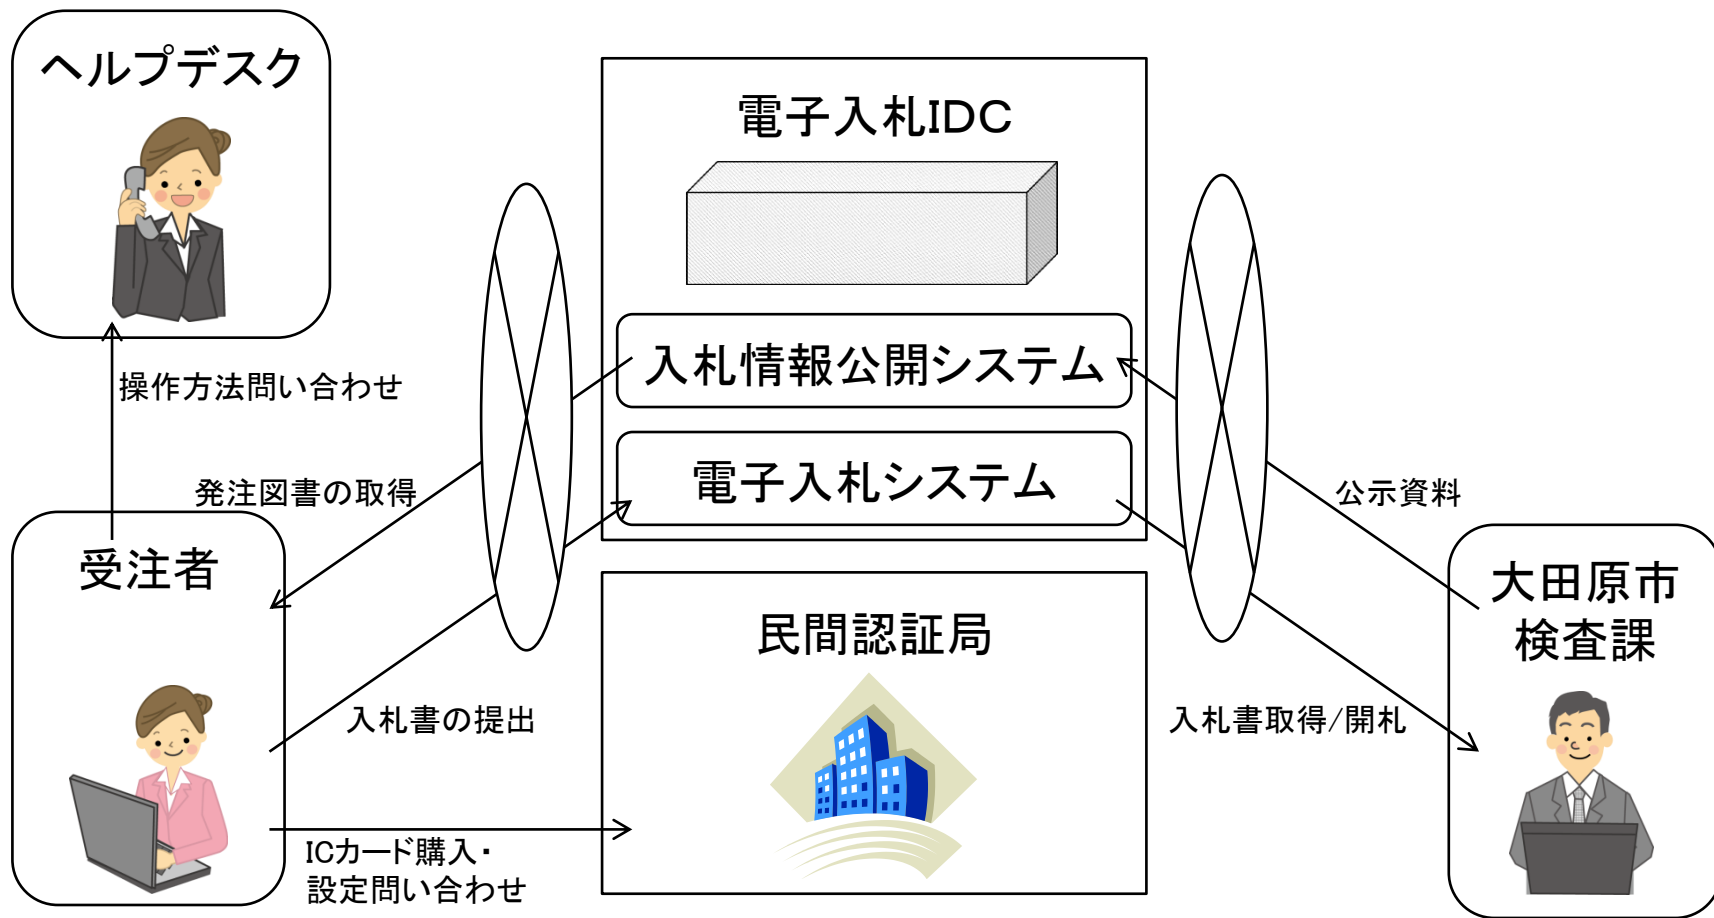 ヘルプデスク
電子入札IDC
入札情報公開システム
操作方法問い合わせ
電子入札システム
発注図書の取得
公示資料
受注者
大田原市
検査課
民間認証局
入札書の提出
入札書取得/開札
ICカード購入・
設定問い合わせ